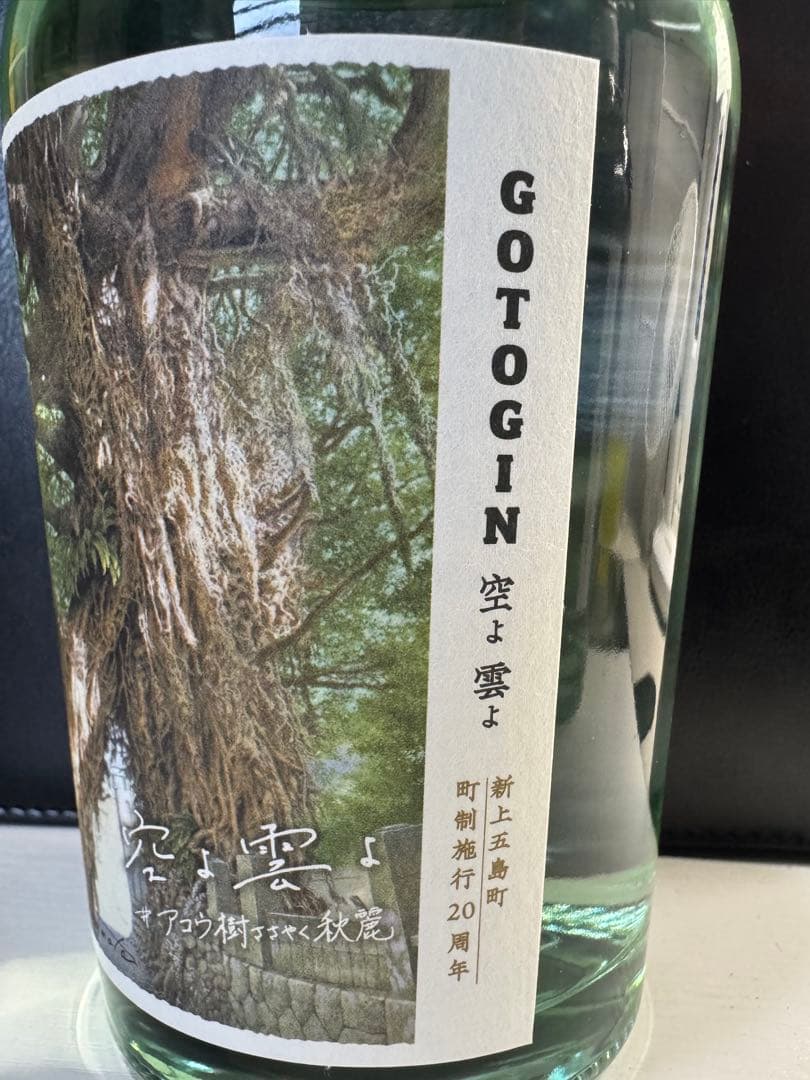 GOTOGIN 空よ雲よ
新上五島町
町制施行20周年
空よ雲よ
#アコウ樹ささやく秋麗